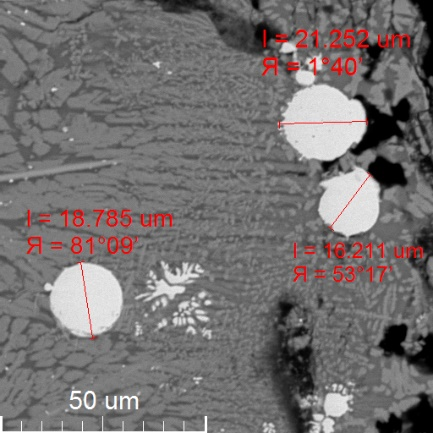 l = 21.252 um
Я = 1°40'
l = 18.785 um
Я = 81°09'
l = 16.211 um
Я = 53°17'
50 um